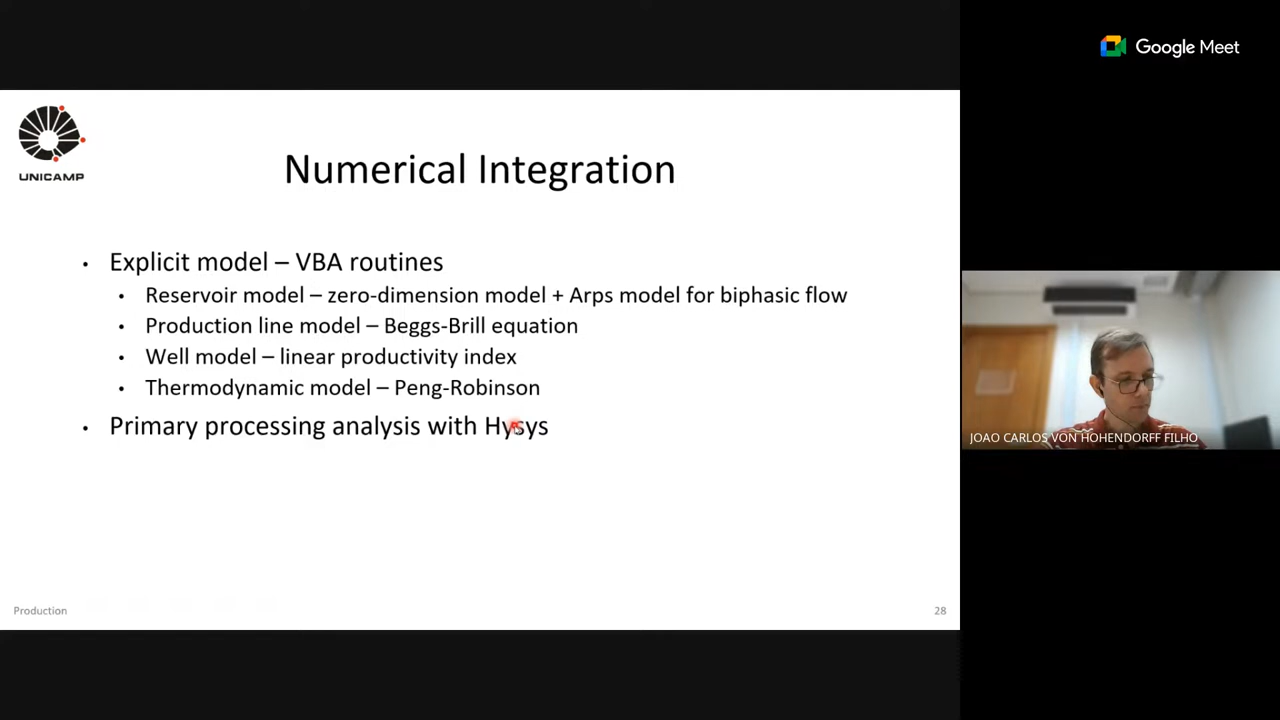 Google Meet
UNICAMP
Numerical Integration
• Explicit model – VBA routines
• Reservoir model – zero-dimension model + Arps model for biphasic flow
• Production line model – Beggs-Brill equation
• Well model – linear productivity index
• Thermodynamic model – Peng-Robinson
• Primary processing analysis with Hysys
JOAO CARLOS VON HOHENDORFF FILHO
Production
28